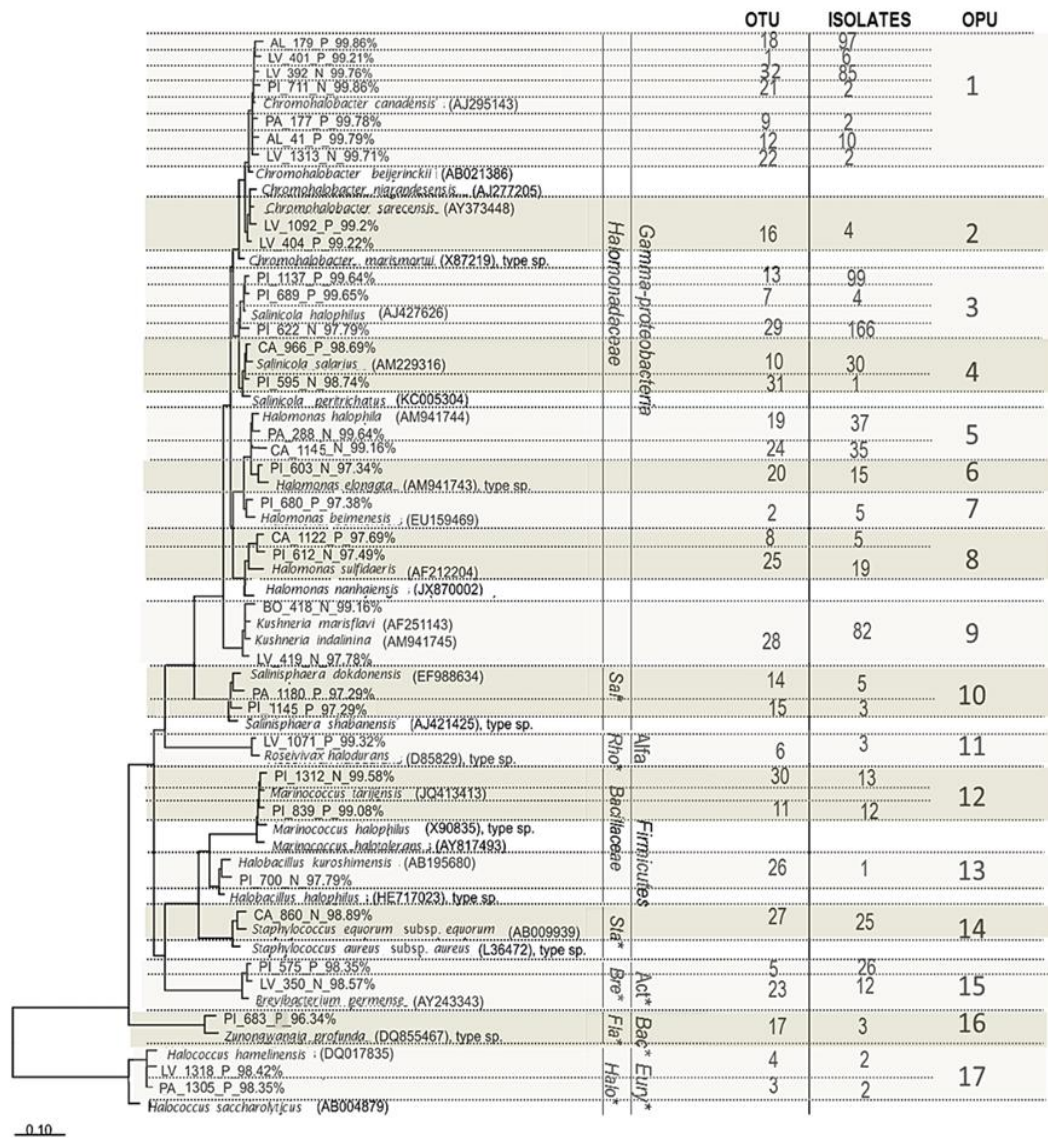 OTU ISOLATES OPU
AL_179_P_99.86% 18 97
LV_401_P_99.21% 1 6
LV_392_N_99.76% 32 85
PI_711_N_99.86% 21 2 1
Chromohalobacter canadensis (AJ295143)
PA_177_P_99.78% 9 2
AL_41_P_99.79% 12 10
LV_1313_N_99.71% 22 2
Chromohalobacter beijerinckii (AB021386)
Chromohalobacter nigrandesensis (AJ277205)
Chromohalobacter sarecensis (AY373448)
LV_1092_P_99.2% 16 4 2
LV_404_P_99.22%
Chromohalobacter marismortui (X87219), type sp.
PI_1137_P_99.64% 13 99
PI_689_P_99.65% 7 4 3
Salinicola halophilus (AJ427626)
PI_622_N_97.79% 29 166
CA_966_P_98.69% 10 30 4
Salinicola salarius (AM229316)
PI_595_N_98.74% 31 1
Salinicola peritrichatus (KC005304)
Halomonas halophila (AM941744) 19 37 5
PA_288_N_99.64%
CA_1145_N_99.16% 24 35
PI_603_N_97.34% 20 15 6
Halomonas elongata (AM941743), type sp.
PI_680_P_97.38% 2 5 7
Halomonas beimenesis (EU159469)
CA_1122_P_97.69% 8 5
PI_612_N_97.49% 25 19 8
Halomonas sulfidaeris (AF212204)
Halomonas nanhaiensis (JX870002)
BO_418_N_99.16%
Kushneria marisflavi (AF251143) 28 82 9
Kushneria indalinina (AM941745)
LV_419_N_97.78%
Salinisphaera dokdonensis (EF988634) 14 5
PA_1180_P_97.29% 10
PI_1145_P_97.29% 15 3
Salinisphaera shabanensis (AJ421425), type sp.
LV_1071_P_99.32% 6 3 11
Roseivivax halodurans (D85829), type sp.
PI_1312_N_99.58% 30 13
Marinococcus tarijensis (JQ413413) 12
PI_839_P_99.08% 11 12
Marinococcus halophilus (X90835), type sp.
Marinococcus halotolerans (AY817493)
Halobacillus kuroshimensis (AB195680) 26 1 13
PI_700_N_97.79%
Halobacillus halophilus (HE717023), type sp.
CA_860_N_98.89% 27 25 14
Staphylococcus equorum subsp. equorum (AB009939)
Staphylococcus aureus subsp. aureus (L36472), type sp.
PI_575_P_98.35% 5 26
LV_350_N_98.57% 23 12 15
Brevibacterium permense (AY243343)
PI_683_P_96.34% 17 3 16
Zunongwangia profunda (DQ855467), type sp.
Halococcus hamelinensis (DQ017835) 4 2
LV_1318_P_98.42% 17
PA_1305_P_98.35% 3 2
Halococcus saccharolyticus (AB004879)
Halomonadaceae
Gamma-proteobacteria
Sal*
Rho*
Alfa
Bacillaceae
Firmicutes
Sta*
Bre*
Act*
Fla*
Bac*
Halo*
Eury*
0.10